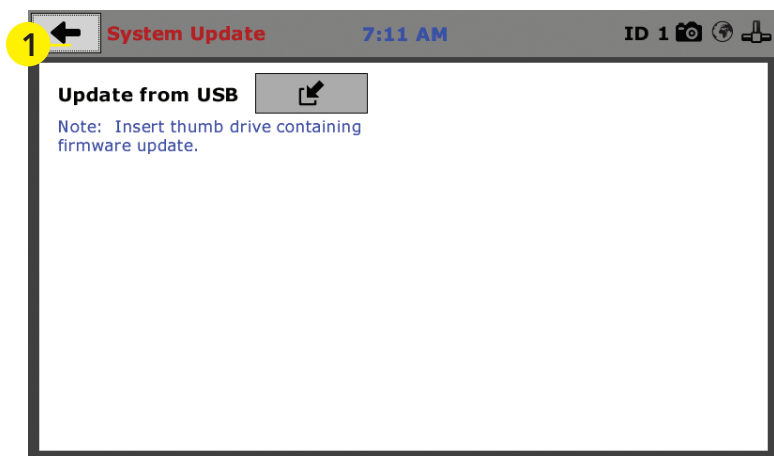 1
System Update 7:11 AM ID 1
Update from USB
Note: Insert thumb drive containing
firmware update.